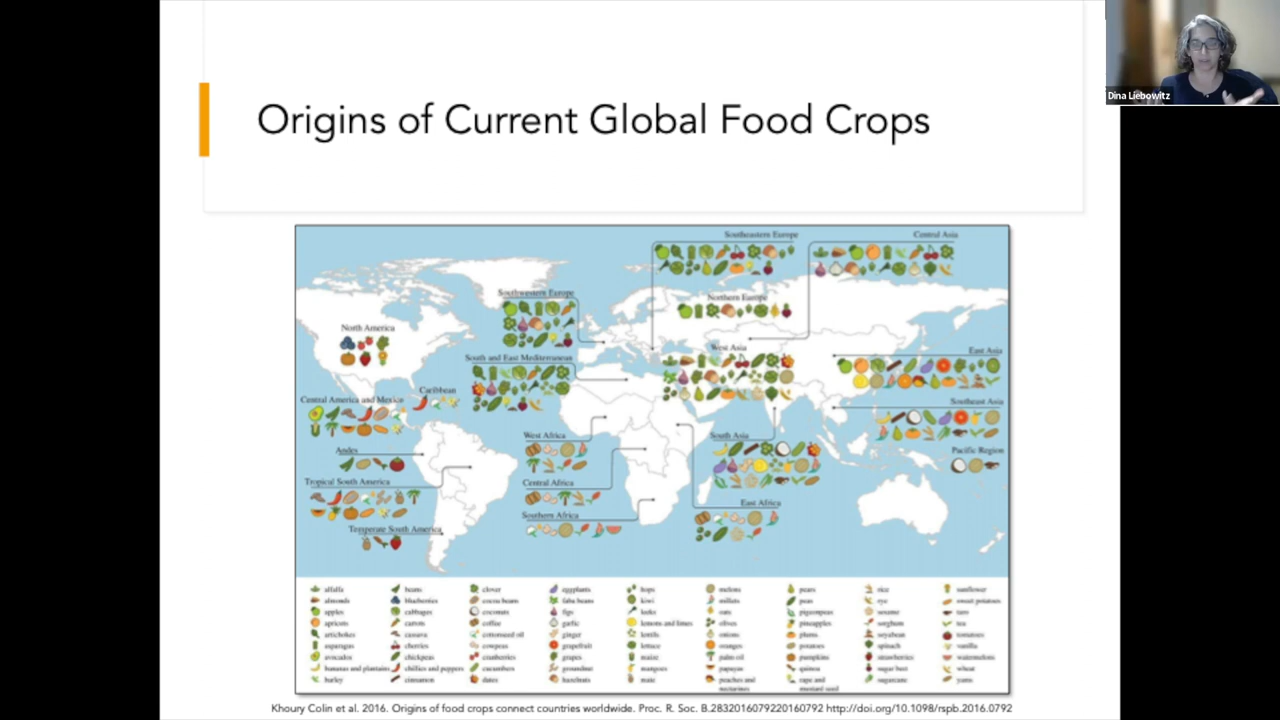 Dina Liebowitz
Origins of Current Global Food Crops
Southeastern Europe
Central Asia
Southwestern Europe
Northern Europe
North America
West Asia
East Asia
South and East Mediterranean
Caribbean
Central America and Mexico
Southeast Asia
West Africa
South Asia
Andes
Pacific Region
Tropical South America
Central Africa
East Africa
Southern Africa
Temperate South America
alfalfa beans clover eggplants hops melons pears rice sunflower
almonds blueberries cocoa beans faba beans kiwi millets peas rye sweet potatoes
apples cabbages coconuts figs leeks oats pigeonpeas sesame taro
apricots carrots coffee garlic lemons and limes olives pineapples sorghum tea
artichokes cassava cottonseed oil ginger lentils onions plums soyabean tomatoes
asparagus cherries cowpeas grapefruit lettuce oranges potatoes spinach vanilla
avocados chickpeas cranberries grapes maize palm oil pumpkins strawberries watermelons
bananas and plantains chillies and peppers cucumbers groundnut mangoes papayas quinoa sugar beet wheat
barley cinnamon dates hazelnuts mate peaches and nectarines rape and mustard seed sugarcane yams
Khoury Colin et al. 2016. Origins of food crops connect countries worldwide. Proc. R. Soc. B.2832016079220160792 http://doi.org/10.1098/rspb.2016.0792